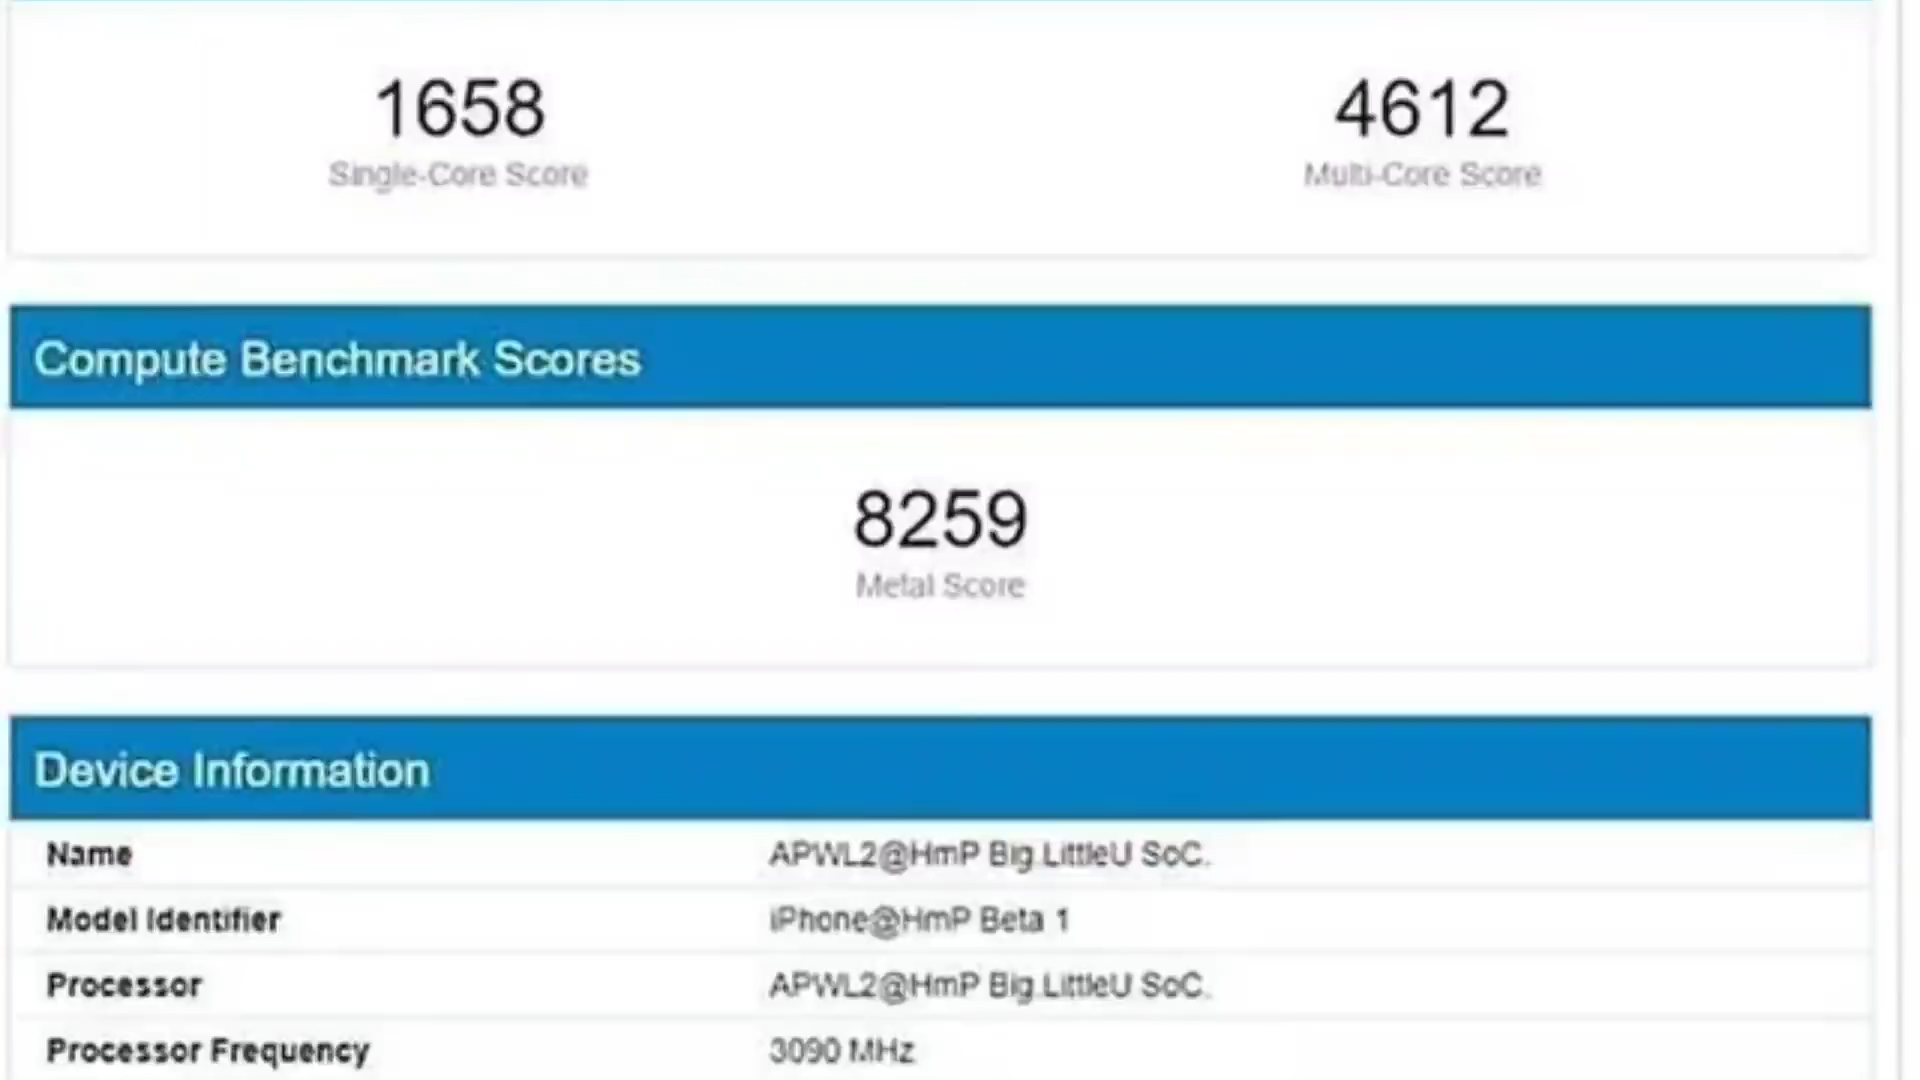 1658 4612
Single-Core Score Multi-Core Score
Compute Benchmark Scores
8259
Metal Score
Device Information
Name APWL2@HmP Big.LittleU SoC.
Model Identifier iPhone@HmP Beta 1
Processor APWL2@HmP Big.LittleU SoC.
Processor Frequency 3090 MHz